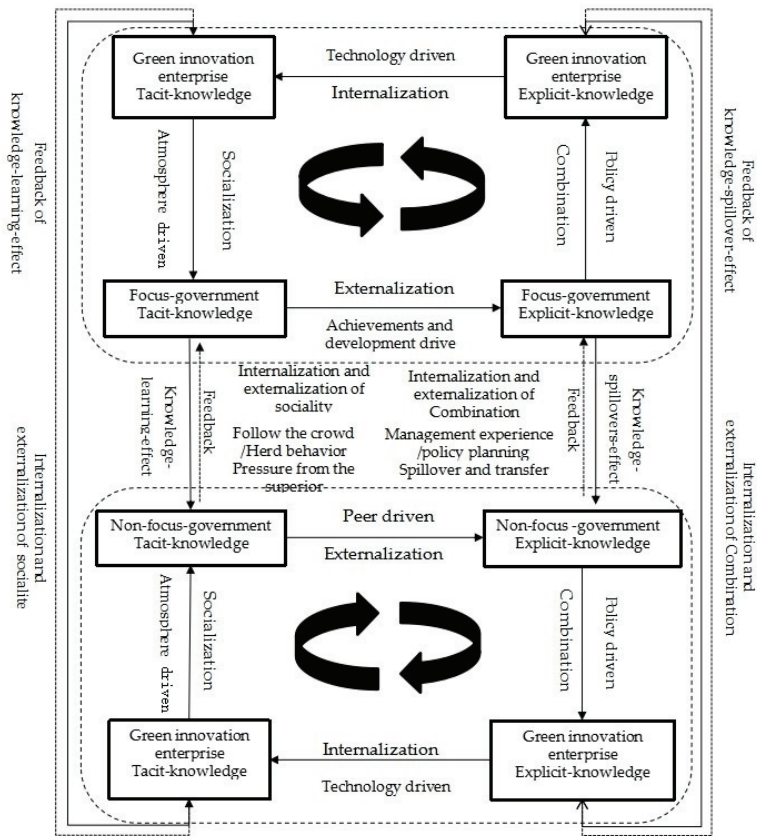 Green innovation
enterprise
Tacit-knowledge
Technology driven
Internalization
Green innovation
enterprise
Explicit-knowledge
Feedback of
knowledge-learning-effect
Atmosphere driven
Socialization
Combination
Policy driven
Feedback of
knowledge-spillover-effect
Focus-government
Tacit-knowledge
Externalization
Achievements and
development drive
Focus-government
Explicit-knowledge
Knowledge-
learning-effect
Feedback
Internalization and
externalization of
sociality
Follow the crowd
/Herd behavior
Pressure from the
superior
Internalization and
externalization of Combination
Management experience
/policy planning
Spillover and transfer
Feedback
Knowledge-
spillovers-effect
Internalization and
externalization of socialite
Internalization and
externalization of Combination
Non-focus-government
Tacit-knowledge
Peer driven
Externalization
Non-focus -government
Explicit-knowledge
Atmosphere driven
Socialization
Combination
Policy driven
Green innovation
enterprise
Tacit-knowledge
Internalization
Technology driven
Green innovation
enterprise
Explicit-knowledge